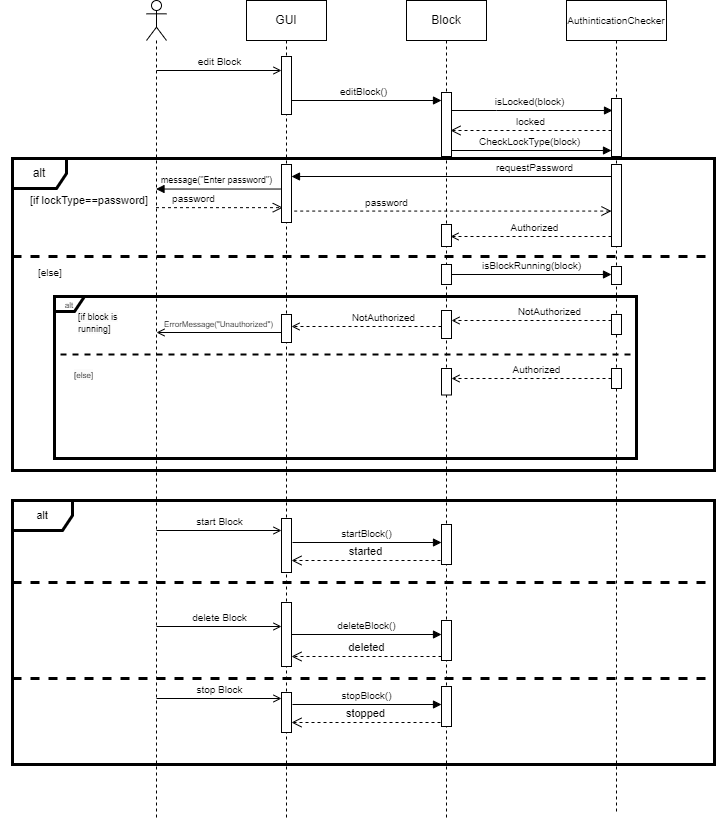 GUI
Block
AuthinticationChecker
edit Block
editBlock()
isLocked(block)
locked
CheckLockType(block)
alt
requestPassword
message("Enter password")
[if lockType==password]
password
password
Authorized
[else]
isBlockRunning(block)
alt
[if block is
running]
ErrorMessage("Unauthorized")
NotAuthorized
NotAuthorized
[else]
Authorized
alt
start Block
startBlock()
started
delete Block
deleteBlock()
deleted
stop Block
stopBlock()
stopped